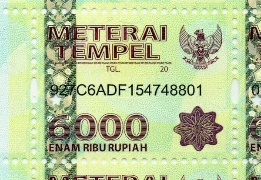 METERAI
TEMPEL
TGL. 20
927C6ADF154748801
6000
ENAM RIBU RUPIAH